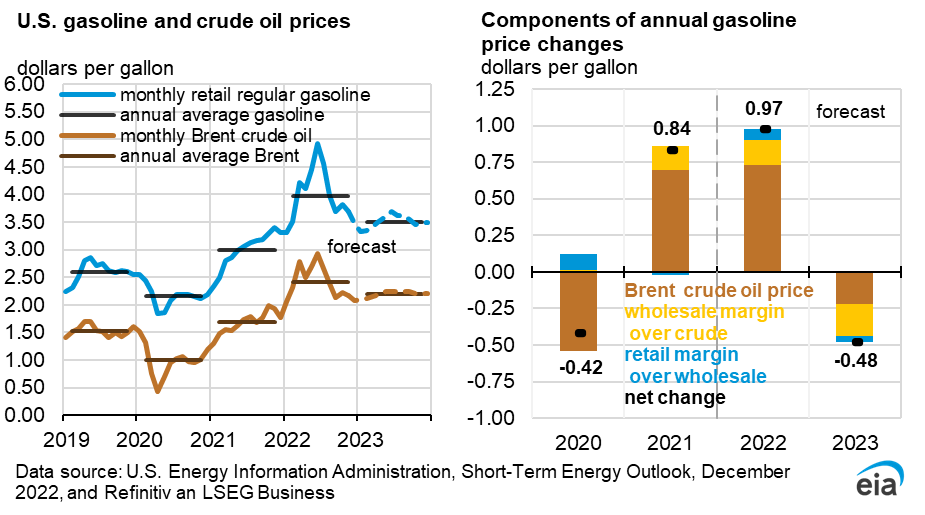 U.S. gasoline and crude oil prices
dollars per gallon
6.00
5.50
5.00
4.50
4.00
3.50
3.00
2.50
2.00
1.50
1.00
0.50
0.00
monthly retail regular gasoline
annual average gasoline
monthly Brent crude oil
annual average Brent
forecast
2019 2020 2021 2022 2023
Components of annual gasoline
price changes
dollars per gallon
1.25
1.00
0.75
0.50
0.25
0.00
-0.25
-0.50
-0.75
-1.00
0.84
0.97
forecast
-0.42
-0.48
Brent crude oil price
wholesale margin
over crude
retail margin
over wholesale
net change
2020 2021 2022 2023
Data source: U.S. Energy Information Administration, Short-Term Energy Outlook, December
2022, and Refinitiv an LSEG Business
eia